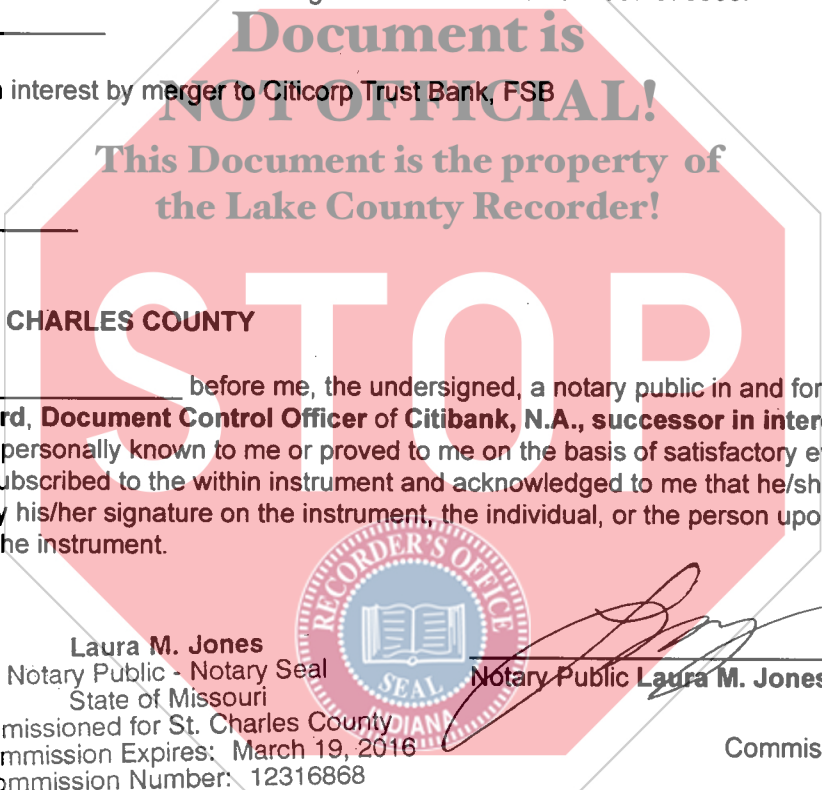 Document is
interest by merger to Citicorp Trust Bank, FSB
NOT OFFICIAL!
This Document is the property of
the Lake County Recorder!
STOP
CHARLES COUNTY
before me, the undersigned, a notary public in and for
rd, Document Control Officer of Citibank, N.A., successor in inter
personally known to me or proved to me on the basis of satisfactory e
ubscribed to the within instrument and acknowledged to me that he/sh
y his/her signature on the instrument, the individual, or the person upo
he instrument.
RECORDER'S OFFICE
SEAL
INDIANA
Laura M. Jones
Notary Public - Notary Seal
State of Missouri
missioned for St. Charles County
mmission Expires: March 19, 2016
ommission Number: 12316868
Notary Public Laura M. Jones
Commis